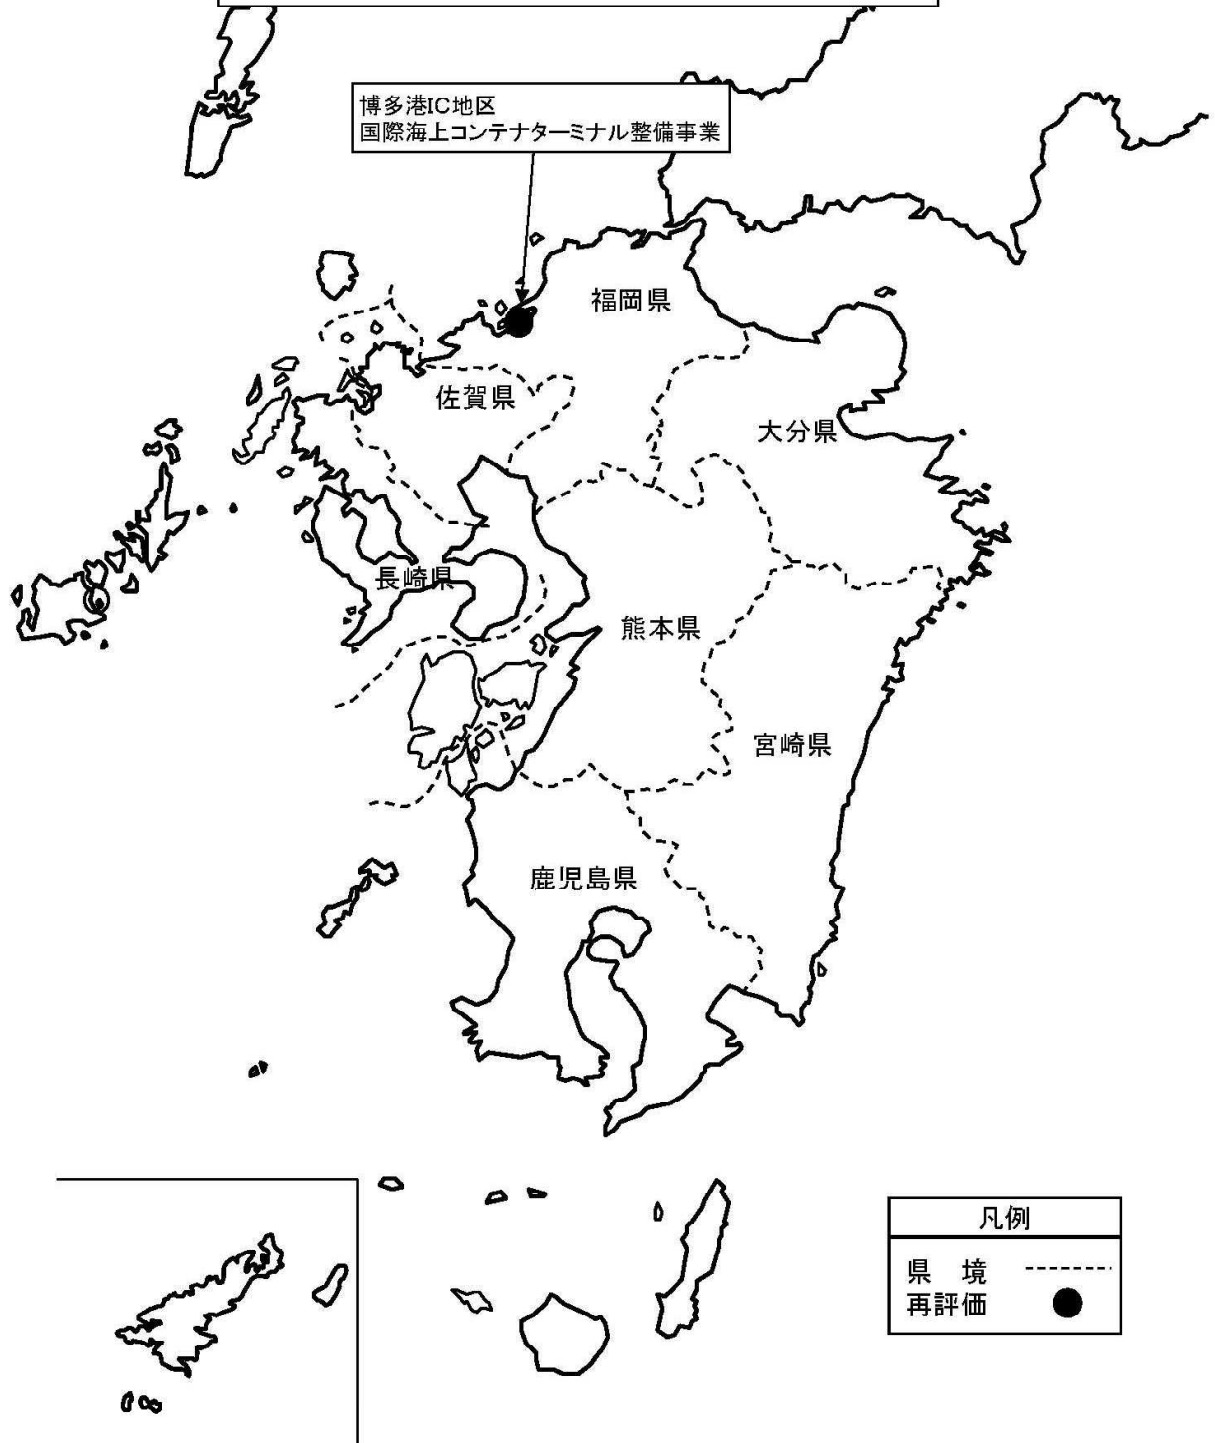 博多港IC地区
国際海上コンテナターミナル整備事業
福岡県
佐賀県
大分県
長崎県
熊本県
宮崎県
鹿児島県
凡例
県　境
再評価